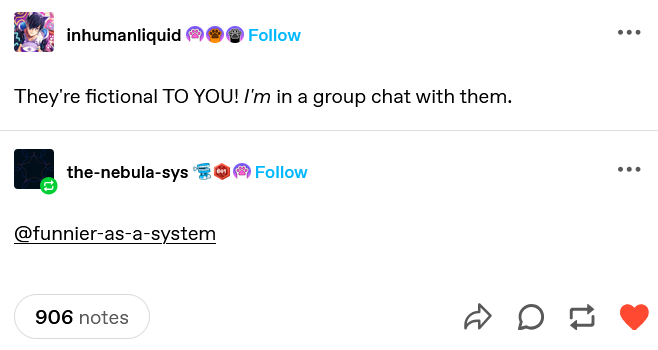 inhumanliquid Follow
They're fictional TO YOU! I'm in a group chat with them.
the-nebula-sys Follow
@funnier-as-a-system
906 notes